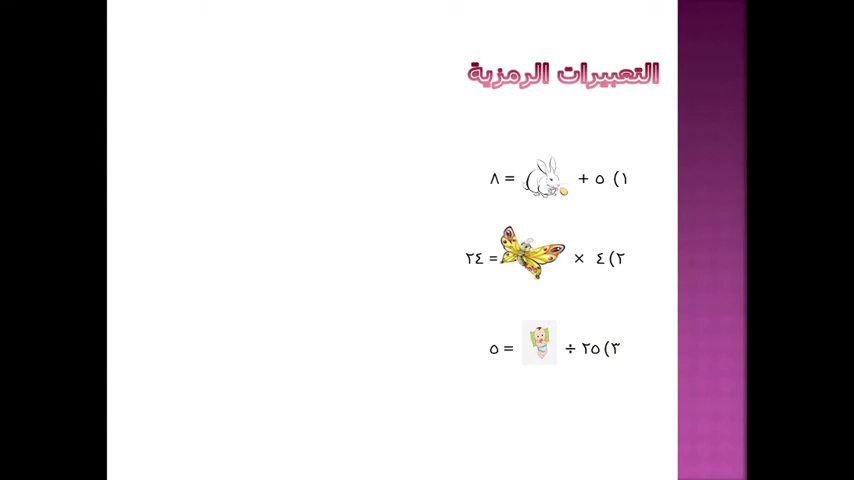 التعبيرات الرمزية
١) ٥ + = ٨
٢) ٤ × = ٢٤
٣) ٢٥ ÷ = ٥